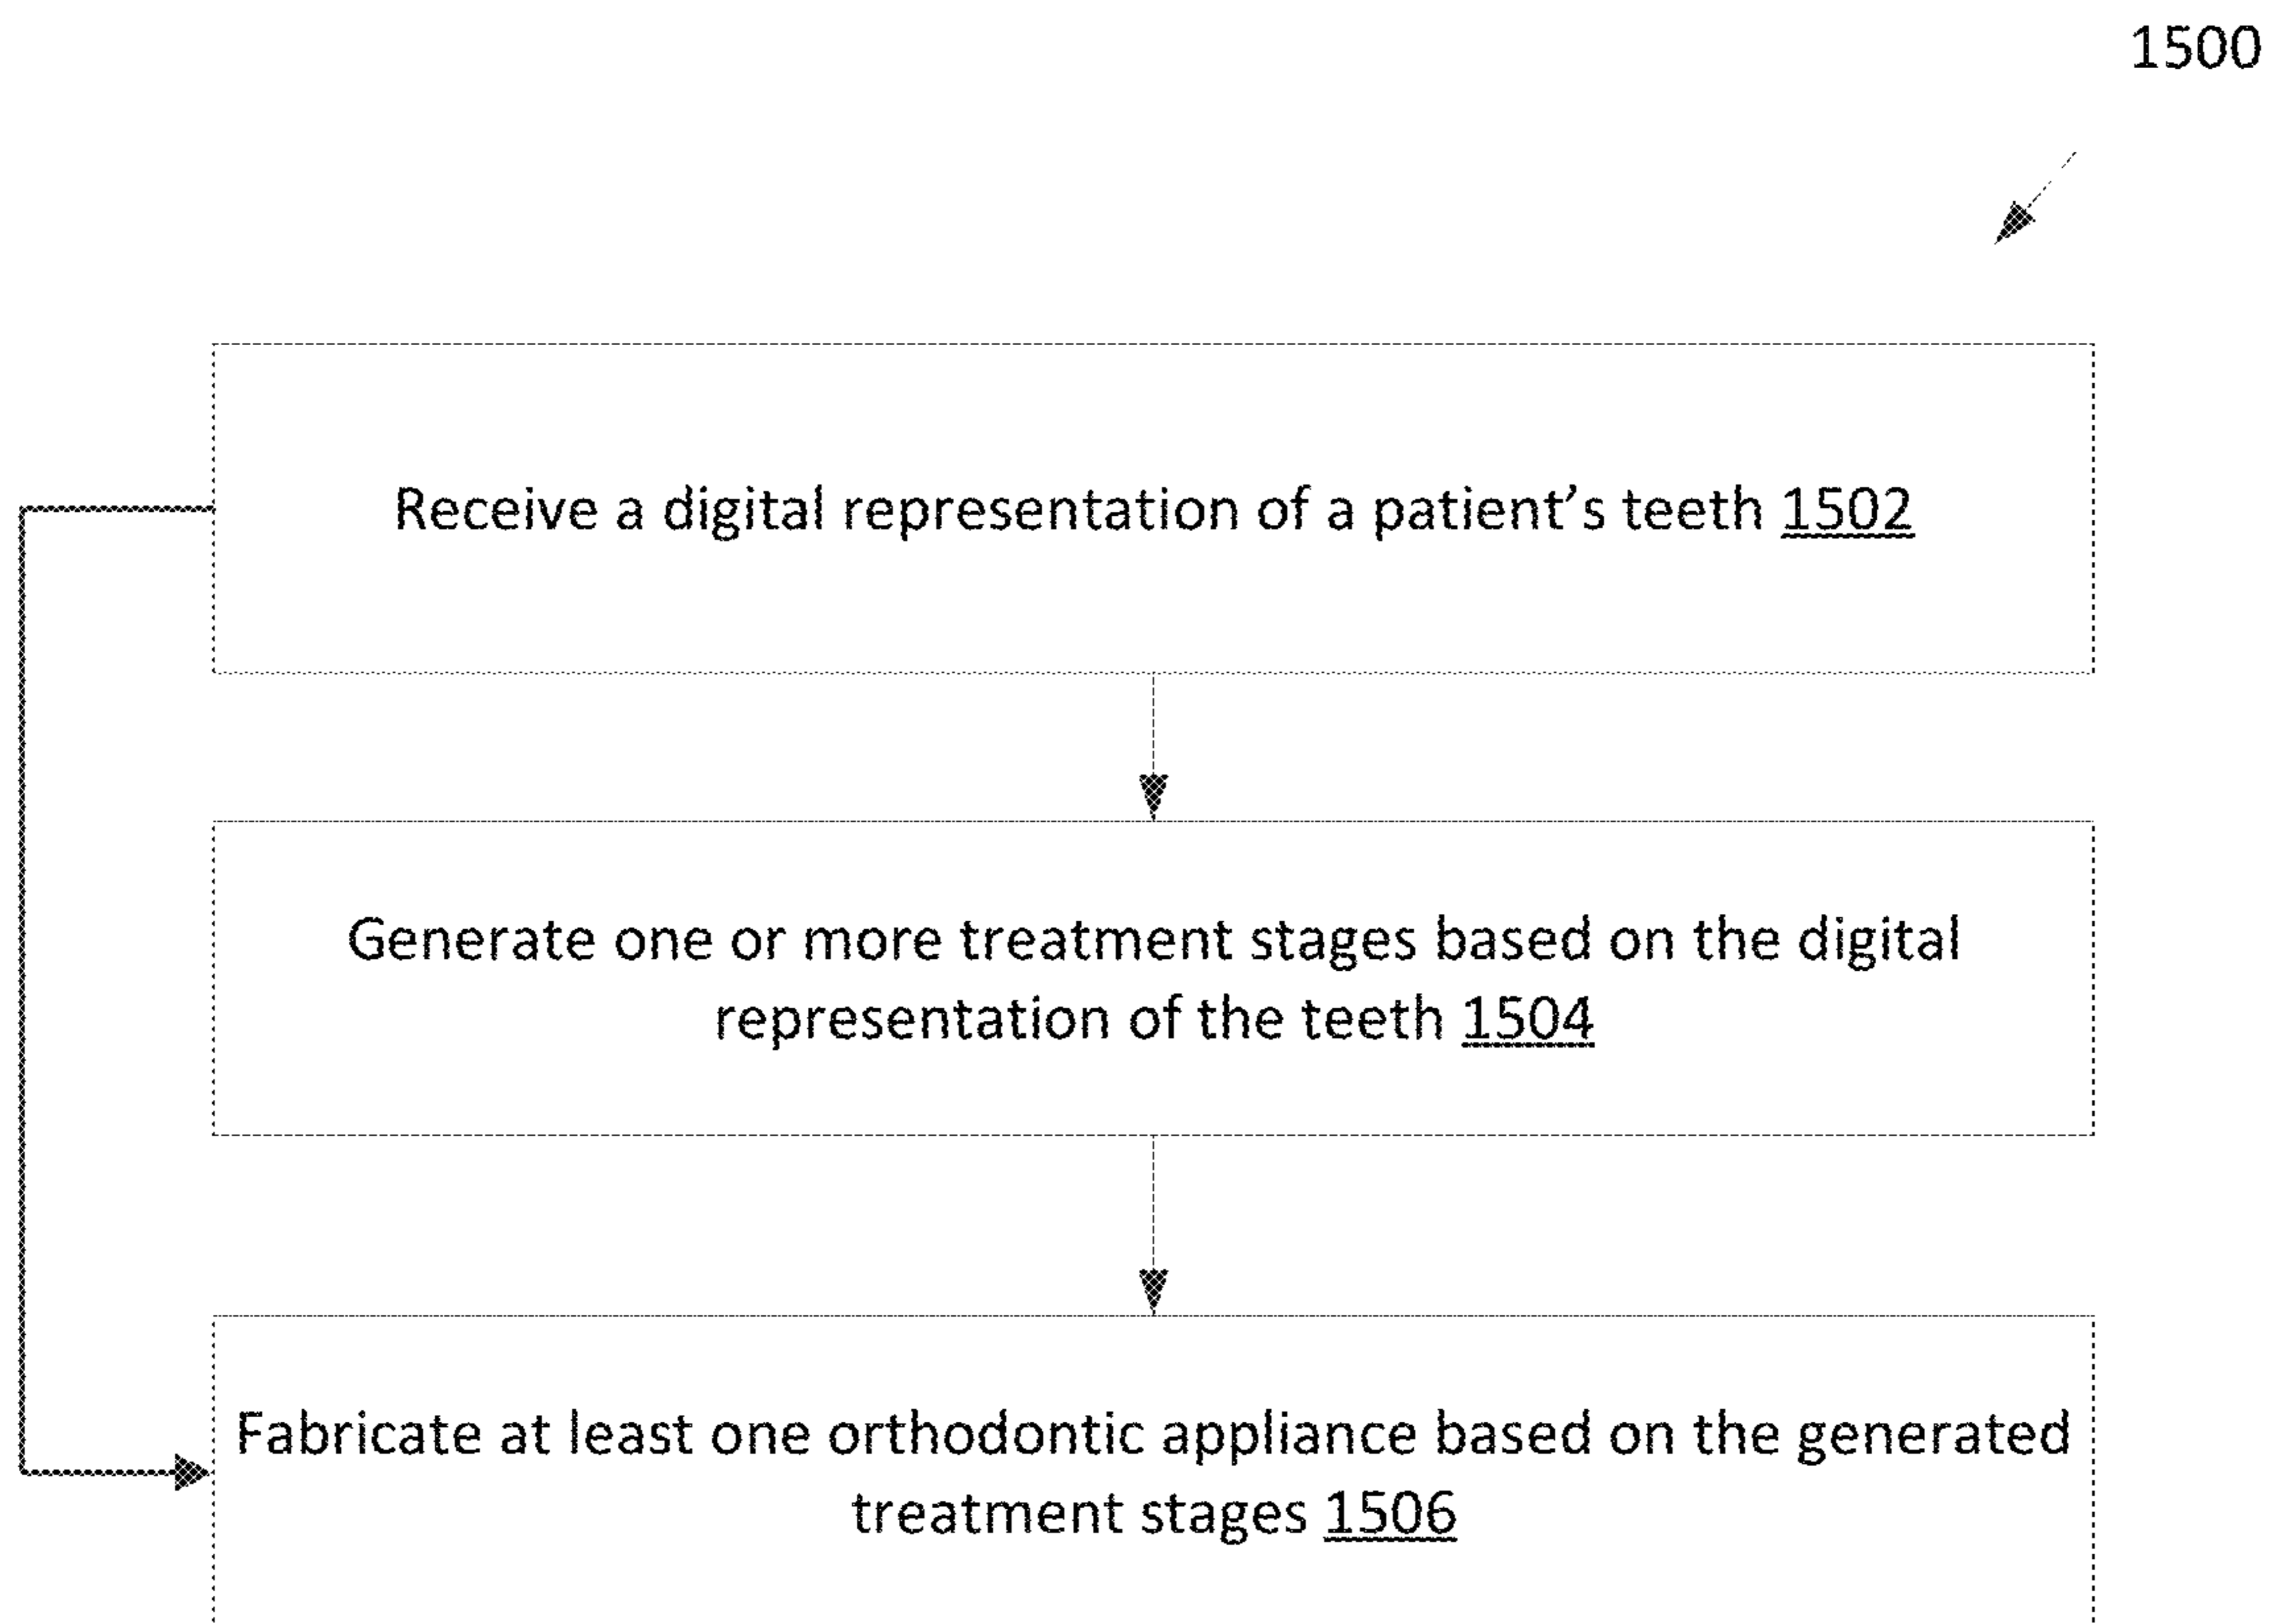 1500
Receive a digital representation of a patient’s teeth 1502
Generate one or more treatment stages based on the digital
representation of the teeth 1504
Fabricate at least one orthodontic appliance based on the generated
treatment stages 1506